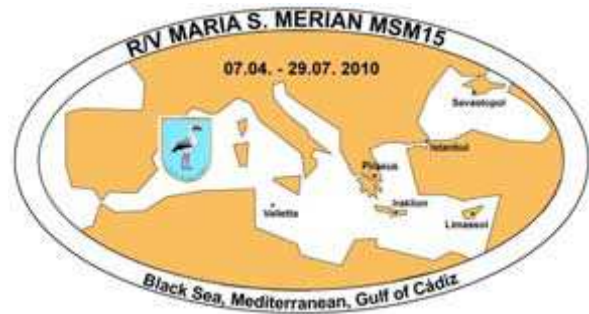 R/V MARIA S. MERIAN MSM15
07.04. - 29.07. 2010
Sevastopol
Istanbul
Piräus
Iraklion
Valletta
Limassol
Black Sea, Mediterranean, Gulf of Cádiz